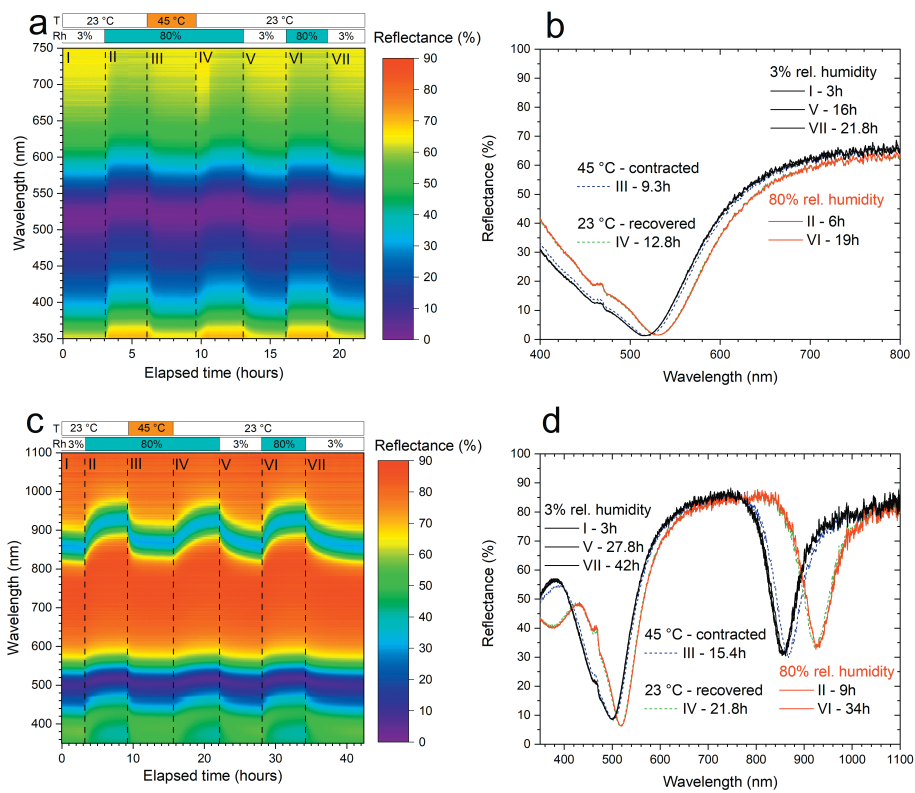 a
T 23 °C 45 °C 23 °C
Rh 3% 80% 3% 80% 3%
Reflectance (%)
I II III IV V VI VII
750
700
650
600
550
500
450
400
350
Wavelength (nm)
0 5 10 15 20
Elapsed time (hours)
90
80
70
60
50
40
30
20
10
0
b
100
90
80
70
60
50
40
30
20
10
0
Reflectance (%)
3% rel. humidity
I - 3h
V - 16h
VII - 21.8h
45 °C - contracted
III - 9.3h
23 °C - recovered
IV - 12.8h
80% rel. humidity
II - 6h
VI - 19h
400 500 600 700 800
Wavelength (nm)
c
T 23 °C 45 °C 23 °C
Rh 3% 80% 3% 80% 3%
Reflectance (%)
I II III IV V VI VII
1100
1000
900
800
700
600
500
400
Wavelength (nm)
0 10 20 30 40
Elapsed time (hours)
90
80
70
60
50
40
30
20
10
0
d
100
90
80
70
60
50
40
30
20
10
0
Reflectance (%)
3% rel. humidity
I - 3h
V - 27.8h
VII - 42h
45 °C - contracted
III - 15.4h
23 °C - recovered
IV - 21.8h
80% rel. humidity
II - 9h
VI - 34h
400 500 600 700 800 900 1000 1100
Wavelength (nm)